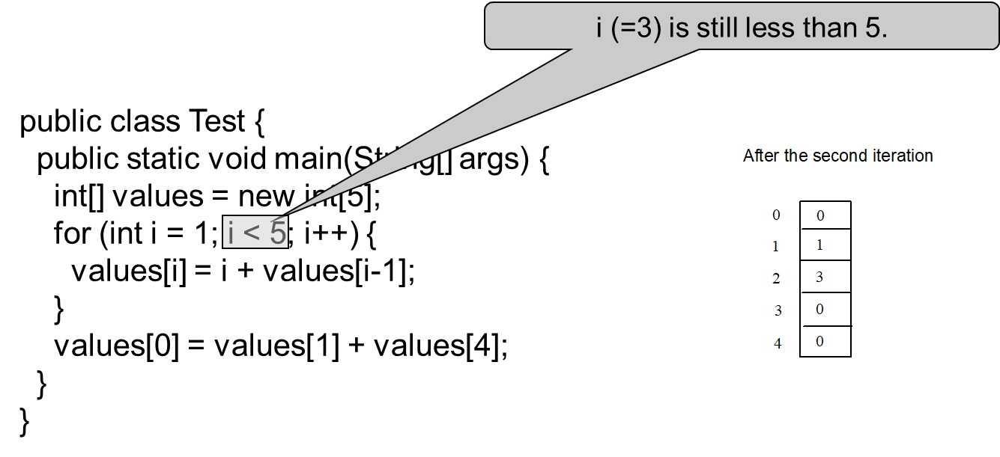 i (=3) is still less than 5.
public class Test {
public static void main(String[] args) {
int[] values = new int[5];
for (int i = 1; i < 5; i++) {
values[i] = i + values[i-1];
}
values[0] = values[1] + values[4];
}
}
After the second iteration
0 0
1 1
2 3
3 0
4 0